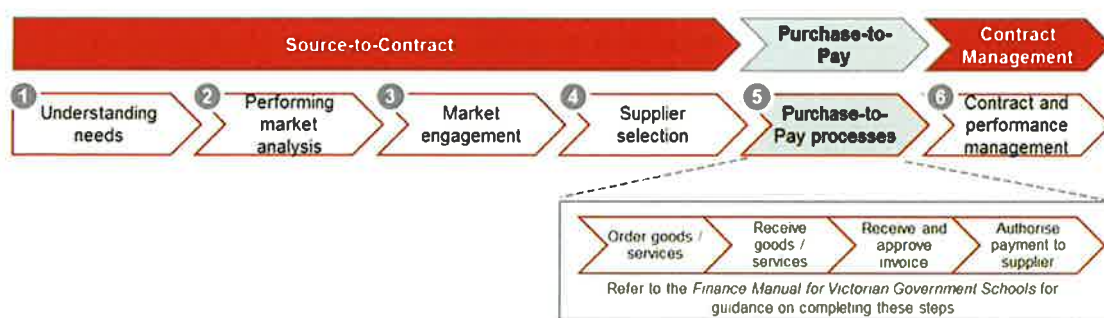 Source-to-Contract
Purchase-to-
Pay
Contract
Management
1
Understanding
needs
2
Performing
market
analysis
3
Market
engagement
4
Supplier
selection
5
Purchase-to-
Pay processes
6
Contract and
performance
management
Order goods /
services
Receive
goods /
services
Receive and
approve
invoice
Authorise
payment to
supplier
Refer to the Finance Manual for Victorian Government Schools for
guidance on completing these steps